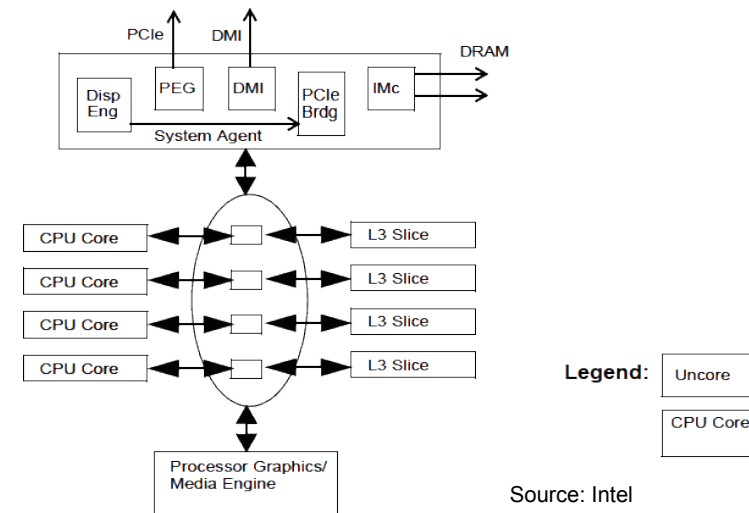 PCIe
DMI
DRAM
Disp
Eng
PEG
DMI
PCIe
Brdg
IMc
System Agent
CPU Core
L3 Slice
CPU Core
L3 Slice
CPU Core
L3 Slice
CPU Core
L3 Slice
Legend:
Uncore
CPU Core
Processor Graphics/
Media Engine
Source: Intel